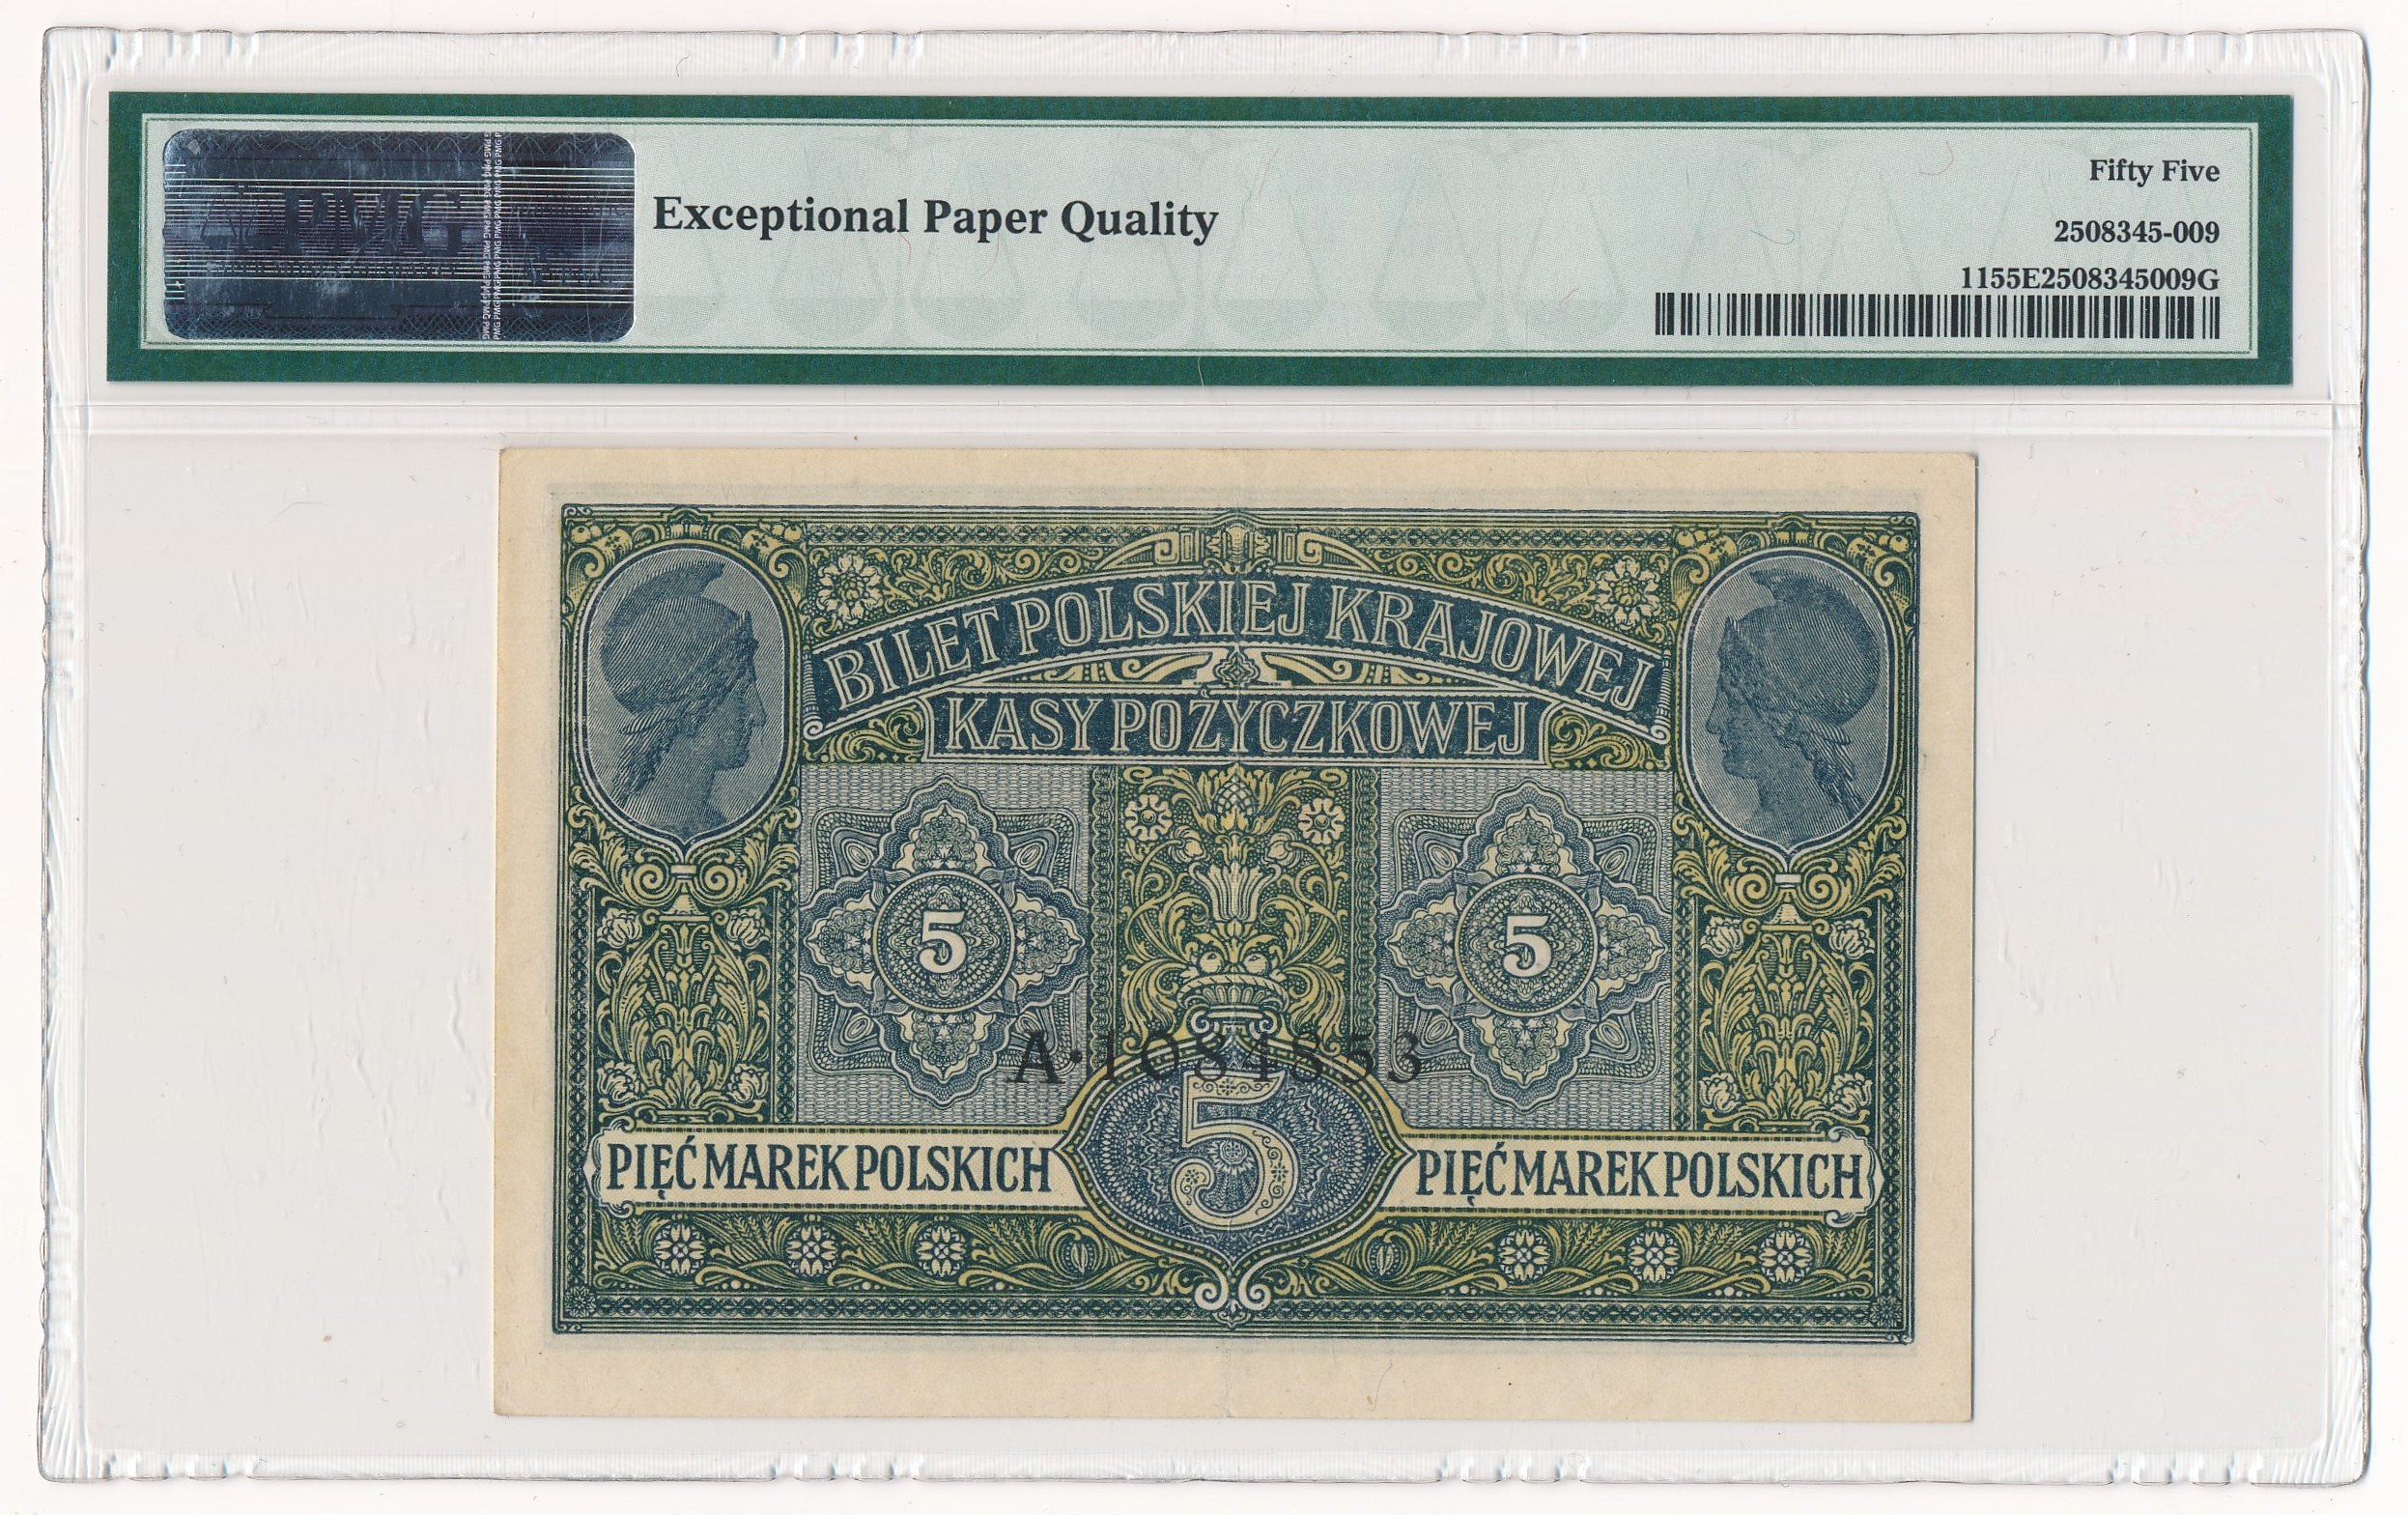 PMG
Exceptional Paper Quality
Fifty Five
2508345-009
1155E2508345009G
BILET POLSKIEJ KRAJOWEJ
KASY POŻYCZKOWEJ
5 5
A·1084853
5
PIĘĆ MAREK POLSKICH PIĘĆ MAREK POLSKICH